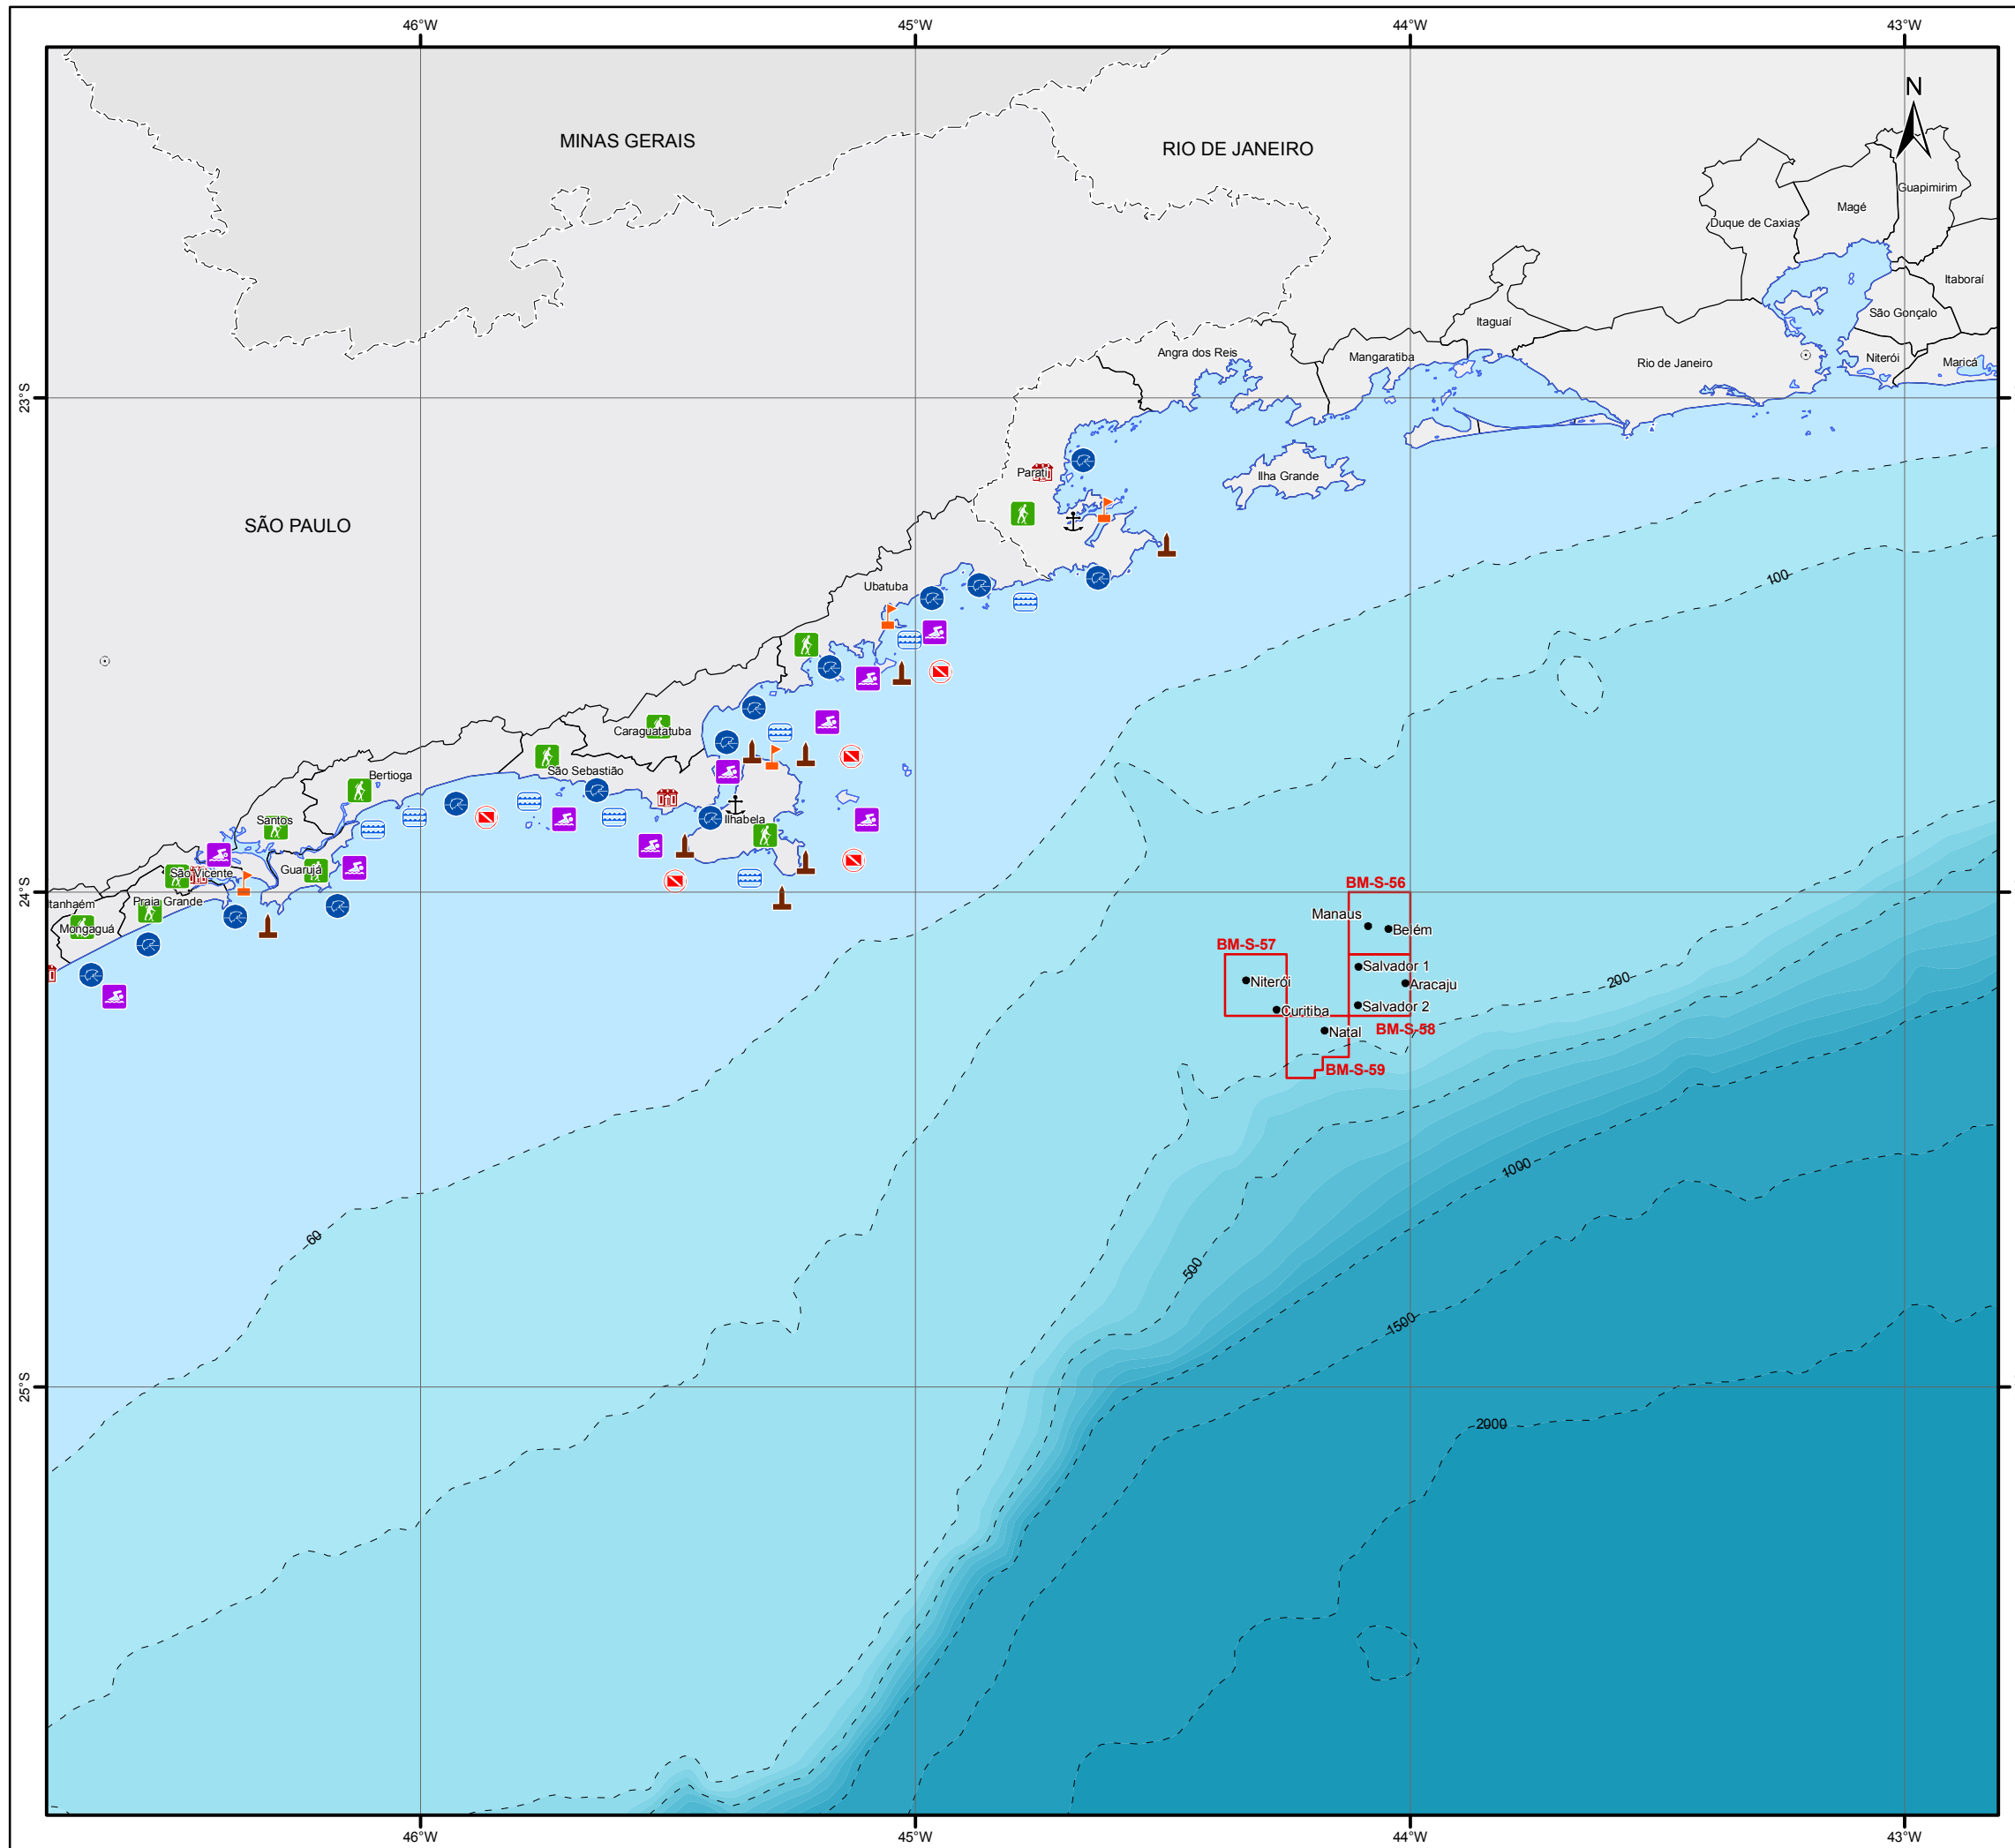 46°W
45°W
44°W
43°W
N
MINAS GERAIS
RIO DE JANEIRO
Guapimirim
Magé
Duque de Caxias
Itaboraí
São Gonçalo
Itaguaí
Angra dos Reis
Mangaratiba
Rio de Janeiro
Niterói
Maricá
23°S
Parati
Ilha Grande
SÃO PAULO
100
Ubatuba
Caraguatatuba
São Sebastião
Bertioga
Ilhabela
Santos
São Vicente
Guarujá
24°S
tanhaém
Praia Grande
Mongaguá
BM-S-56
Manaus
Belém
BM-S-57
Salvador 1
Niterói
Aracaju
200
Salvador 2
Curitiba
Natal
BM-S-58
BM-S-59
1000
60
500
1500
25°S
2000
46°W
45°W
44°W
43°W